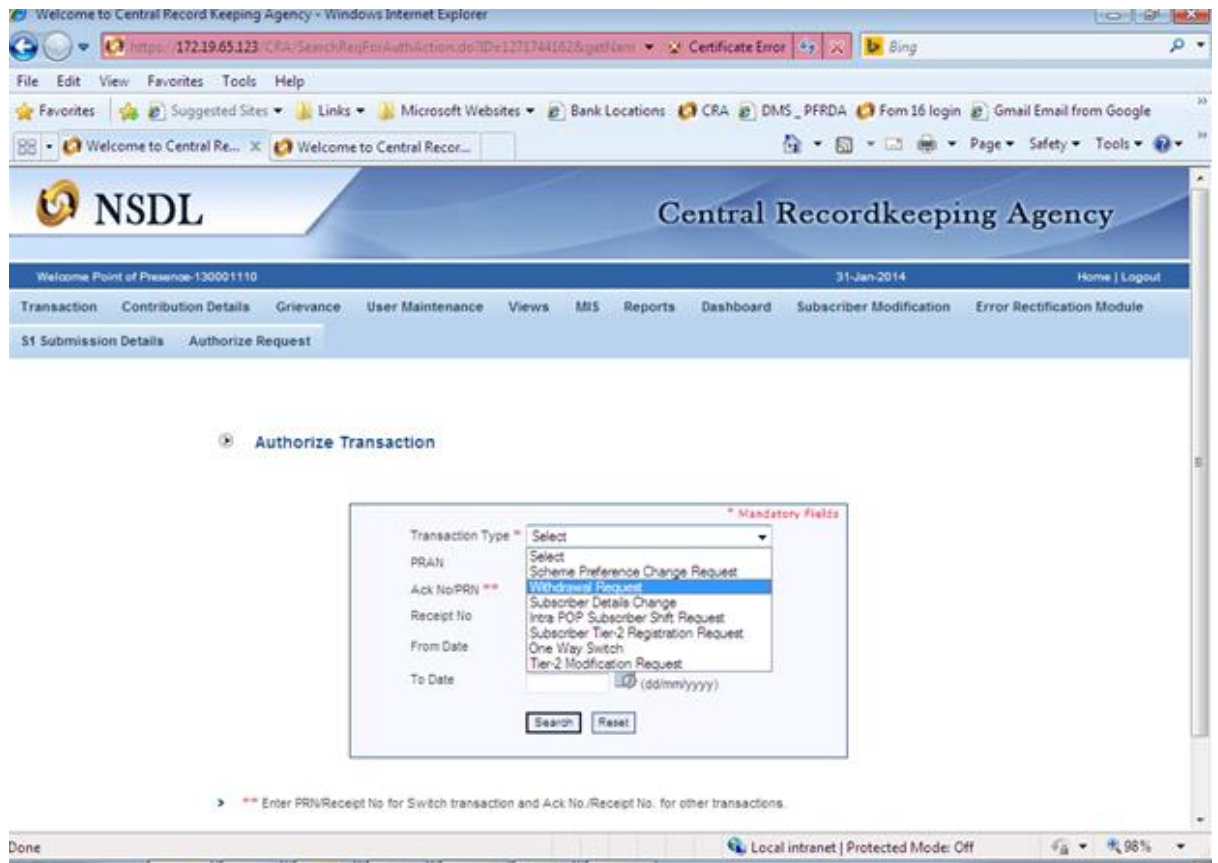 Welcome to Central Record Keeping Agency - Windows Internet Explorer
https://172.19.65.123/CRA/SearchReqForAuthAction.do?ID=1271744162&getNam Certificate Error Bing
File Edit View Favorites Tools Help
Favorites Suggested Sites Links Microsoft Websites Bank Locations CRA DMS_PFRDA Fom 16 login Gmail Email from Google
Welcome to Central Re... Welcome to Central Recor... Page Safety Tools
NSDL Central Recordkeeping Agency
Welcome Point of Presence-130001110 31-Jan-2014 Home | Logout
Transaction Contribution Details Grievance User Maintenance Views MIS Reports Dashboard Subscriber Modification Error Rectification Module
S1 Submission Details Authorize Request
Authorize Transaction
* Mandatory Fields
Transaction Type * Select
PRAN
Select
Scheme Preference Change Request
Ack No/PRN **
Withdrawal Request
Subscriber Details Change
Receipt No
Intra POP Subscriber Shift Request
Subscriber Tier-2 Registration Request
From Date
One Way Switch
Tier-2 Modification Request
To Date (dd/mm/yyyy)
Search Reset
** Enter PRN/Receipt No for Switch transaction and Ack No./Receipt No. for other transactions.
Done Local intranet | Protected Mode: Off 98%